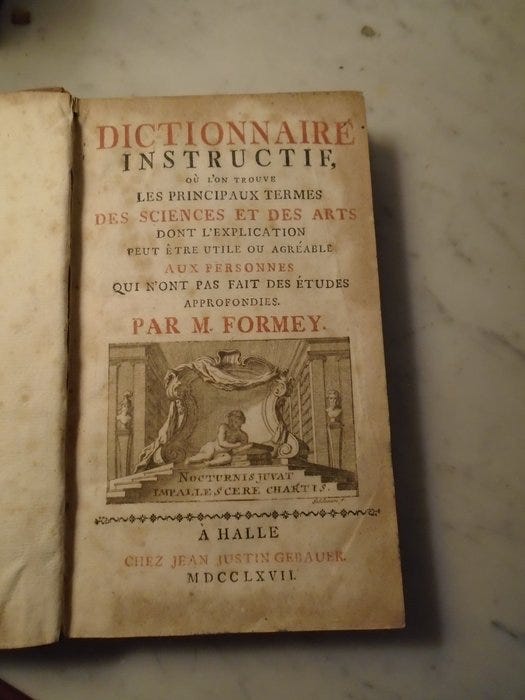 DICTIONNAIRE
INSTRUCTIF,
OÙ L'ON TROUVE
LES PRINCIPAUX TERMES
DES SCIENCES ET DES ARTS
DONT L'EXPLICATION
PEUT ÊTRE UTILE OU AGRÉABLE
AUX PERSONNES
QUI N'ONT PAS FAIT DES ÉTUDES
APPROFONDIES.
PAR M. FORMEY.
NOCTURNIS JUVAT
IMPALLESCERE CHARTIS.
À HALLE
CHEZ JEAN JUSTIN GEBAUER.
MDCCLXVII.